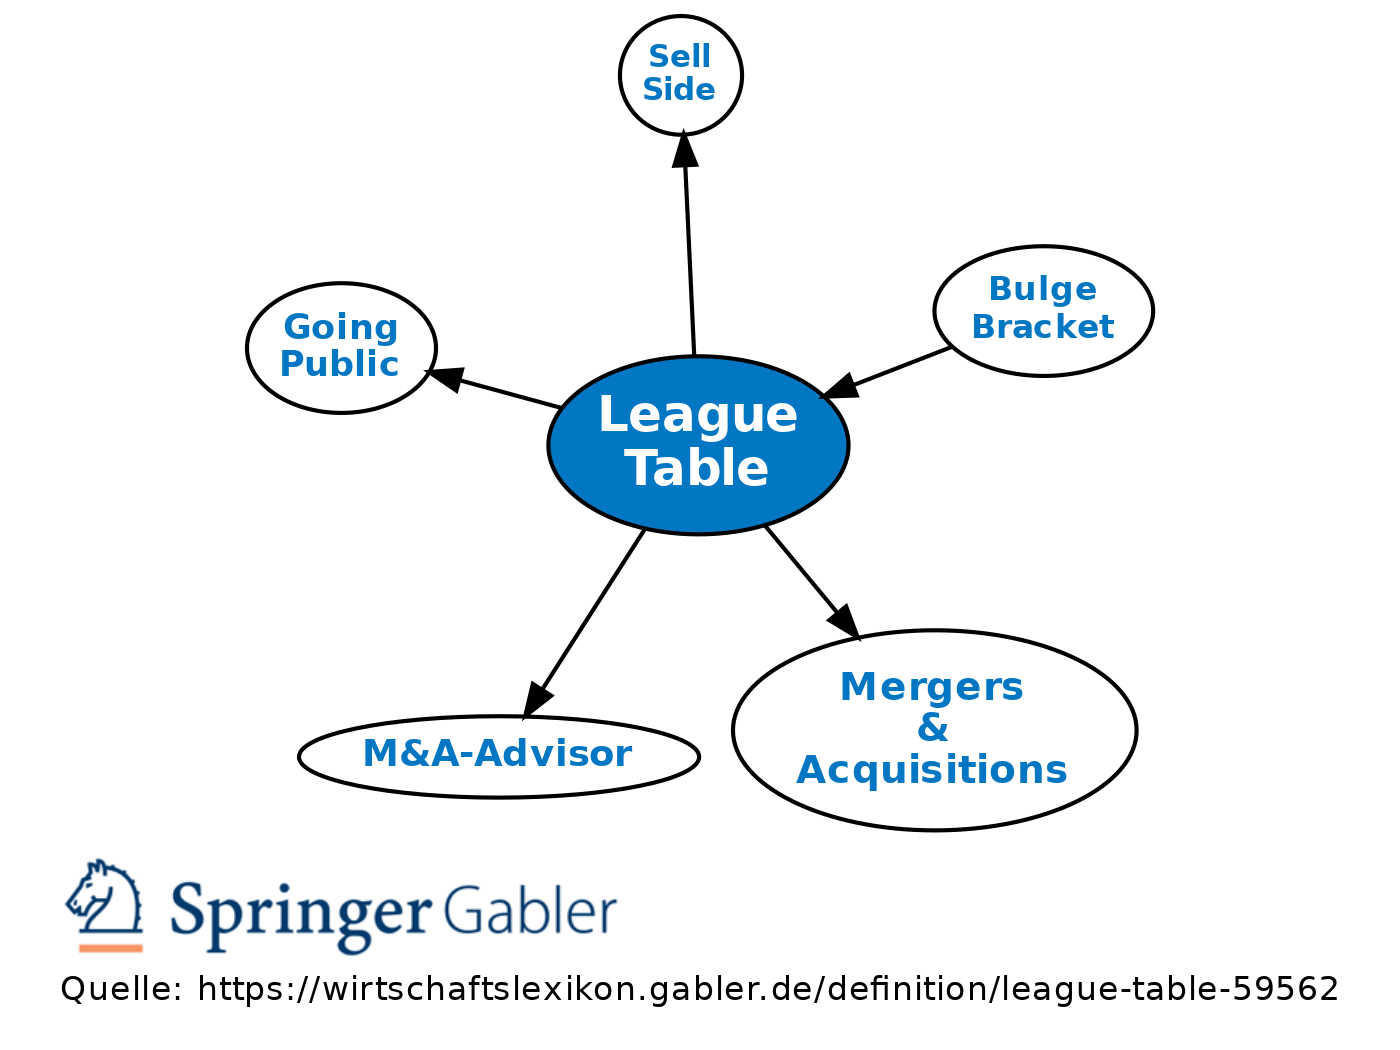 Sell
Side
Bulge
Bracket
Going
Public
League
Table
M&A-Advisor
Mergers
&
Acquisitions
Springer Gabler
Quelle: https://wirtschaftslexikon.gabler.de/definition/league-table-59562